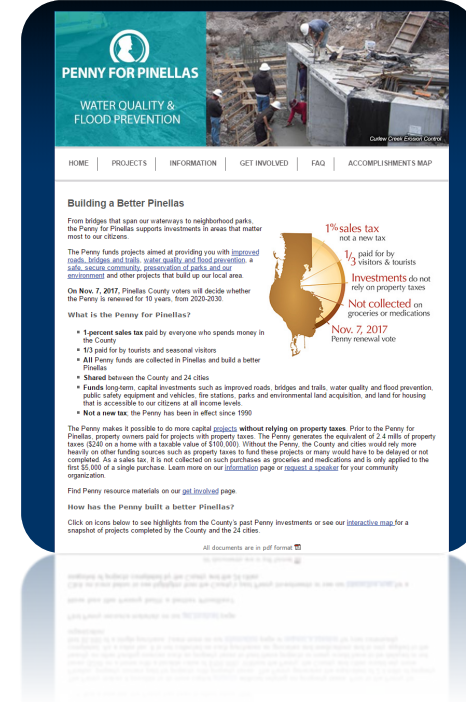 PENNY FOR PINELLAS
WATER QUALITY &
FLOOD PREVENTION
Curlew Creek Erosion Control
HOME
PROJECTS
INFORMATION
GET INVOLVED
FAQ
ACCOMPLISHMENTS MAP
Building a Better Pinellas
From bridges that span our waterways to neighborhood parks,
the Penny for Pinellas supports investments in areas that matter
most to our citizens.
The Penny funds projects aimed at providing you with improved
roads, bridges and trails, water quality and flood prevention, a
safe, secure community, preservation of parks and our
environment and other projects that build up our local area.
On Nov. 7, 2017, Pinellas County voters will decide whether
the Penny is renewed for 10 years, from 2020-2030.
1% sales tax
not a new tax
1/3 paid for by
visitors & tourists
Investments do not
rely on property taxes
Not collected on
groceries or medications
Nov. 7, 2017
Penny renewal vote
What is the Penny for Pinellas?
1-percent sales tax paid by everyone who spends money in
the County
1/3 paid for by tourists and seasonal visitors
All Penny funds are collected in Pinellas and build a better
Pinellas
Shared between the County and 24 cities
Funds long-term, capital investments such as improved roads, bridges and trails, water quality and flood prevention,
public safety equipment and vehicles, fire stations, parks and environmental land acquisition, and land for housing
that is accessible to our citizens at all income levels.
Not a new tax; the Penny has been in effect since 1990
The Penny makes it possible to do more capital projects without relying on property taxes. Prior to the Penny for
Pinellas, property owners paid for projects with property taxes. The Penny generates the equivalent of 2.4 mills of property
taxes ($240 on a home with a taxable value of $100,000). Without the Penny, the County and cities would rely more
heavily on other funding sources such as property taxes to fund these projects or many would have to be delayed or not
completed. As a sales tax, it is not collected on such purchases as groceries and medications and is only applied to the
first $5,000 of a single purchase. Learn more on our Information page or request a speaker for your community
organization.
Find Penny resource materials on our get involved page.
How has the Penny built a better Pinellas?
Click on icons below to see highlights from the County's past Penny investments or see our interactive map for a
snapshot of projects completed by the County and the 24 cities.
All documents are in pdf format